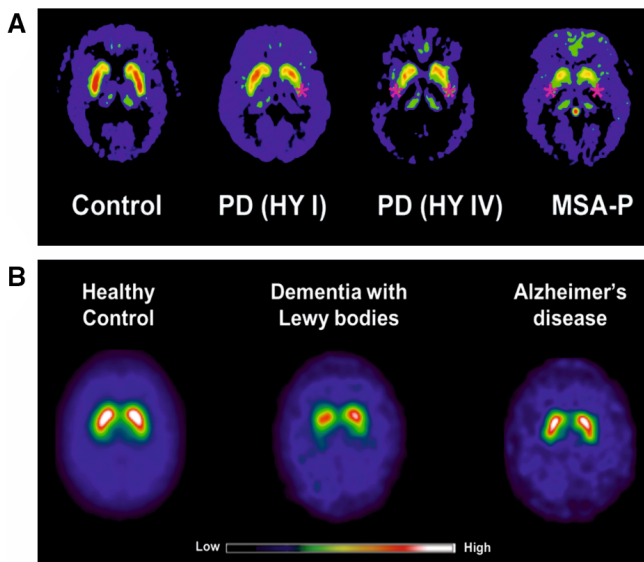 A
Control PD (HY I) PD (HY IV) MSA-P
B
Healthy Control
Dementia with Lewy bodies
Alzheimer's disease
Low High